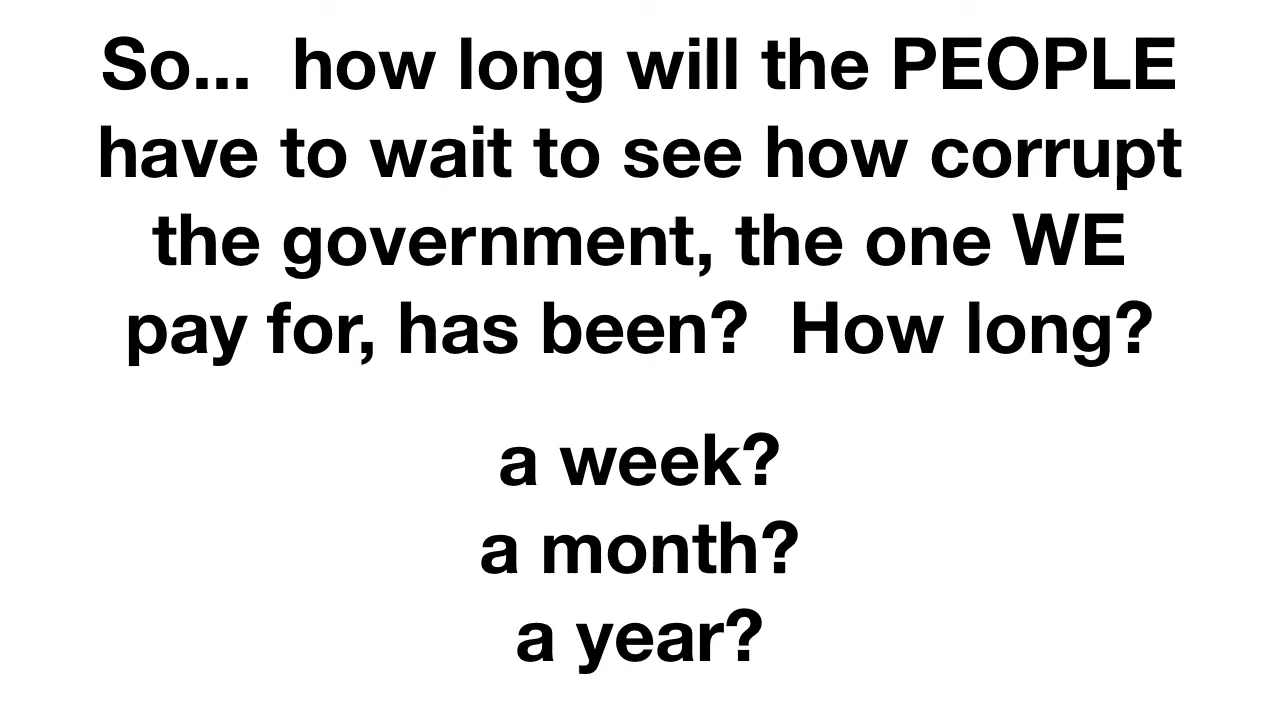 So...  how long will the PEOPLE
have to wait to see how corrupt
the government, the one WE
pay for, has been?  How long?
a week?
a month?
a year?